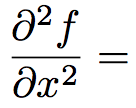 ∂²f/∂x² =